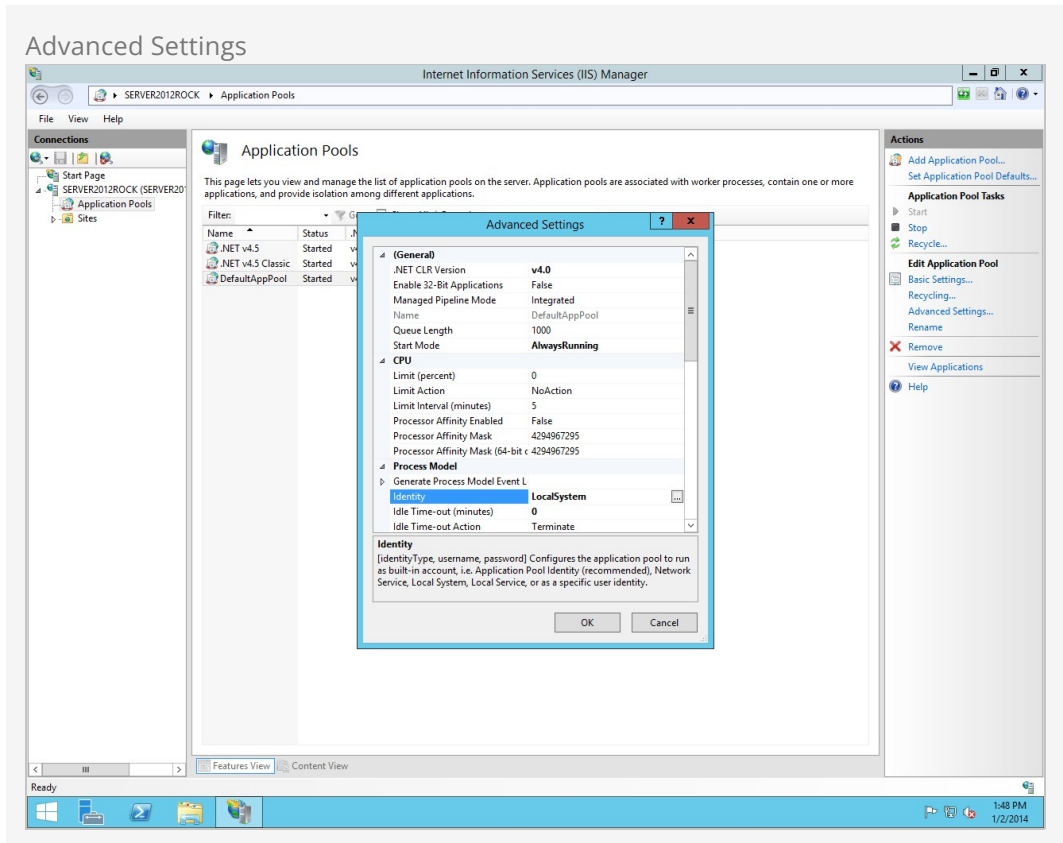 Advanced Settings
Internet Information Services (IIS) Manager
SERVER2012ROCK Application Pools
File View Help
Connections
Start Page
SERVER2012ROCK (SERVER20
Application Pools
Sites
Application Pools
This page lets you view and manage the list of application pools on the server. Application pools are associated with worker processes, contain one or more
applications, and provide isolation among different applications.
Filter:
Name Status
.NET v4.5 Started
.NET v4.5 Classic Started
DefaultAppPool Started
Advanced Settings
(General)
.NET CLR Version v4.0
Enable 32-Bit Applications False
Managed Pipeline Mode Integrated
Name DefaultAppPool
Queue Length 1000
Start Mode AlwaysRunning
CPU
Limit (percent) 0
Limit Action NoAction
Limit Interval (minutes) 5
Processor Affinity Enabled False
Processor Affinity Mask 4294967295
Processor Affinity Mask (64-bit c 4294967295
Process Model
Generate Process Model Event L
Identity LocalSystem ...
Idle Time-out (minutes) 0
Idle Time-out Action Terminate
Identity
[identityType, username, password] Configures the application pool to run
as built-in account, i.e. Application Pool Identity (recommended), Network
Service, Local System, Local Service, or as a specific user identity.
OK Cancel
Actions
Add Application Pool...
Set Application Pool Defaults...
Application Pool Tasks
Start
Stop
Recycle...
Edit Application Pool
Basic Settings...
Recycling...
Advanced Settings...
Rename
Remove
View Applications
Help
Features View Content View
Ready
1:48 PM
1/2/2014